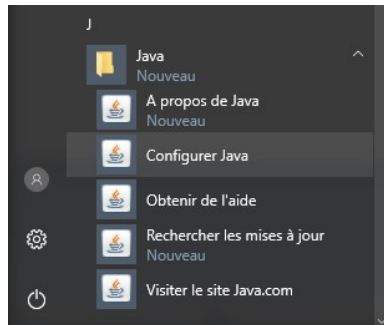 J
Java
Nouveau
A propos de Java
Nouveau
Configurer Java
Obtenir de l'aide
Rechercher les mises à jour
Nouveau
Visiter le site Java.com